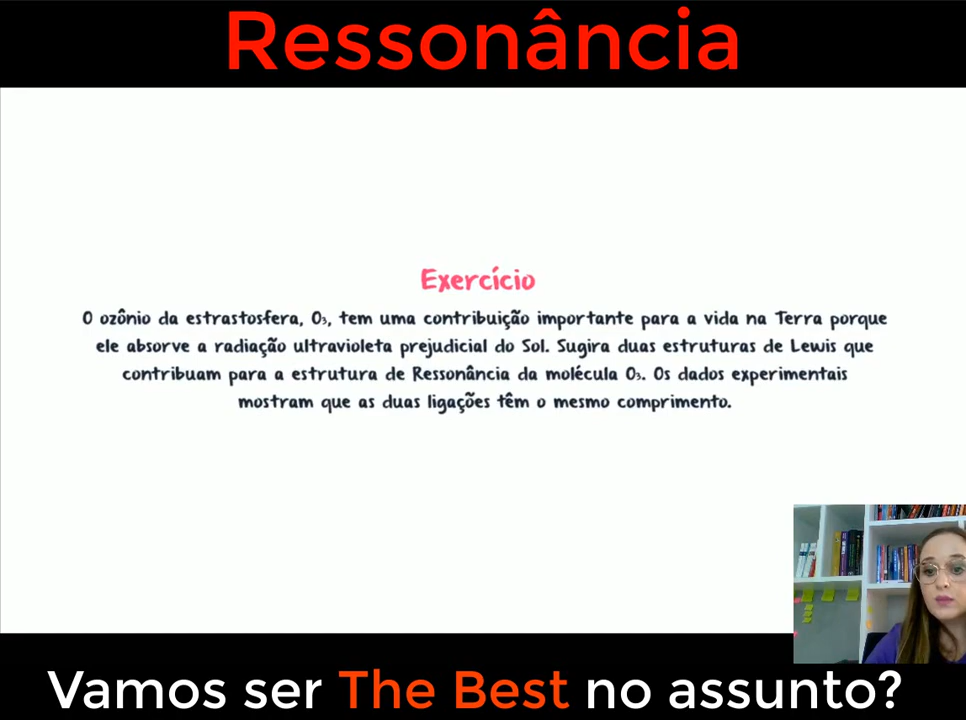 Ressonância
Exercício
O ozônio da estrastosfera, O₃, tem uma contribuição importante para a vida na Terra porque
ele absorve a radiação ultravioleta prejudicial do Sol. Sugira duas estruturas de Lewis que
contribuam para a estrutura de Ressonância da molécula O₃. Os dados experimentais
mostram que as duas ligações têm o mesmo comprimento.
Vamos ser The Best no assunto?